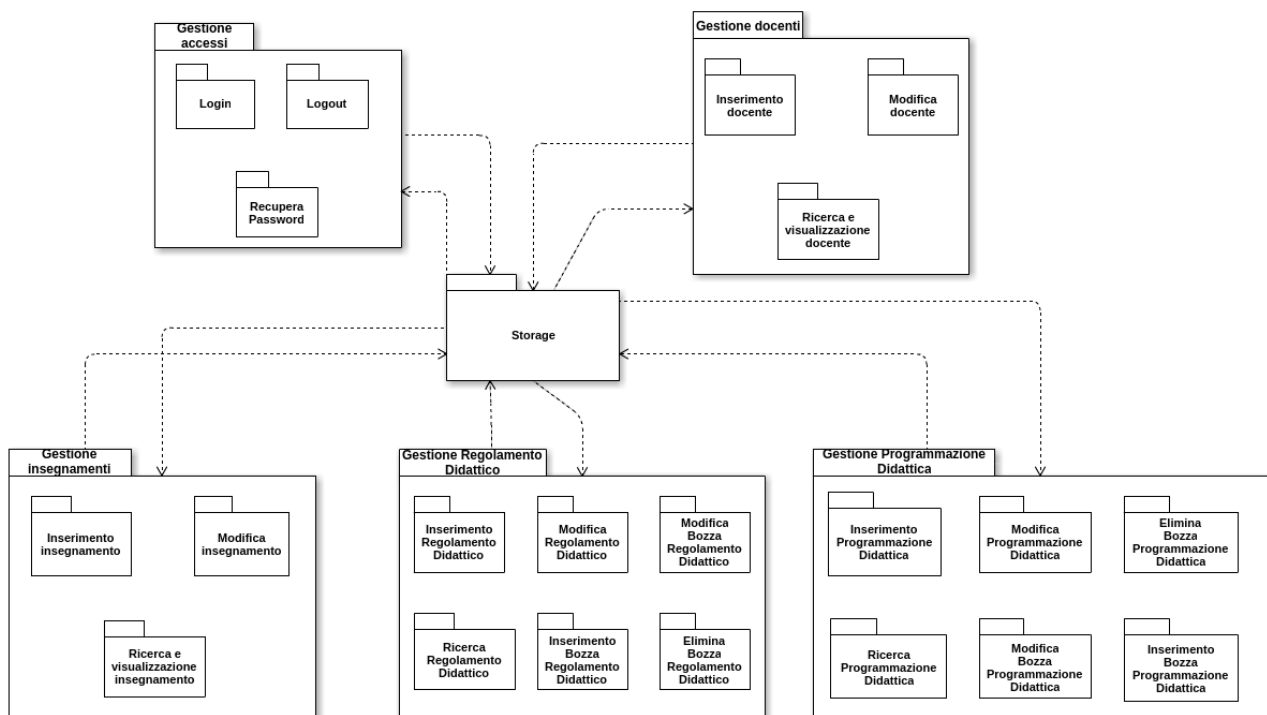 Gestione
accessi
Login
Logout
Recupera
Password
Gestione docenti
Inserimento
docente
Modifica
docente
Ricerca e
visualizzazione
docente
Storage
Gestione
insegnamenti
Inserimento
insegnamento
Modifica
insegnamento
Ricerca e
visualizzazione
insegnamento
Gestione Regolamento
Didattico
Inserimento
Regolamento
Didattico
Modifica
Regolamento
Didattico
Modifica
Bozza
Regolamento
Didattico
Ricerca
Regolamento
Didattico
Inserimento
Bozza
Regolamento
Didattico
Elimina
Bozza
Regolamento
Didattico
Gestione Programmazione
Didattica
Inserimento
Programmazione
Didattica
Modifica
Programmazione
Didattica
Elimina
Bozza
Programmazione
Didattica
Ricerca
Programmazione
Didattica
Modifica
Bozza
Programmazione
Didattica
Inserimento
Bozza
Programmazione
Didattica